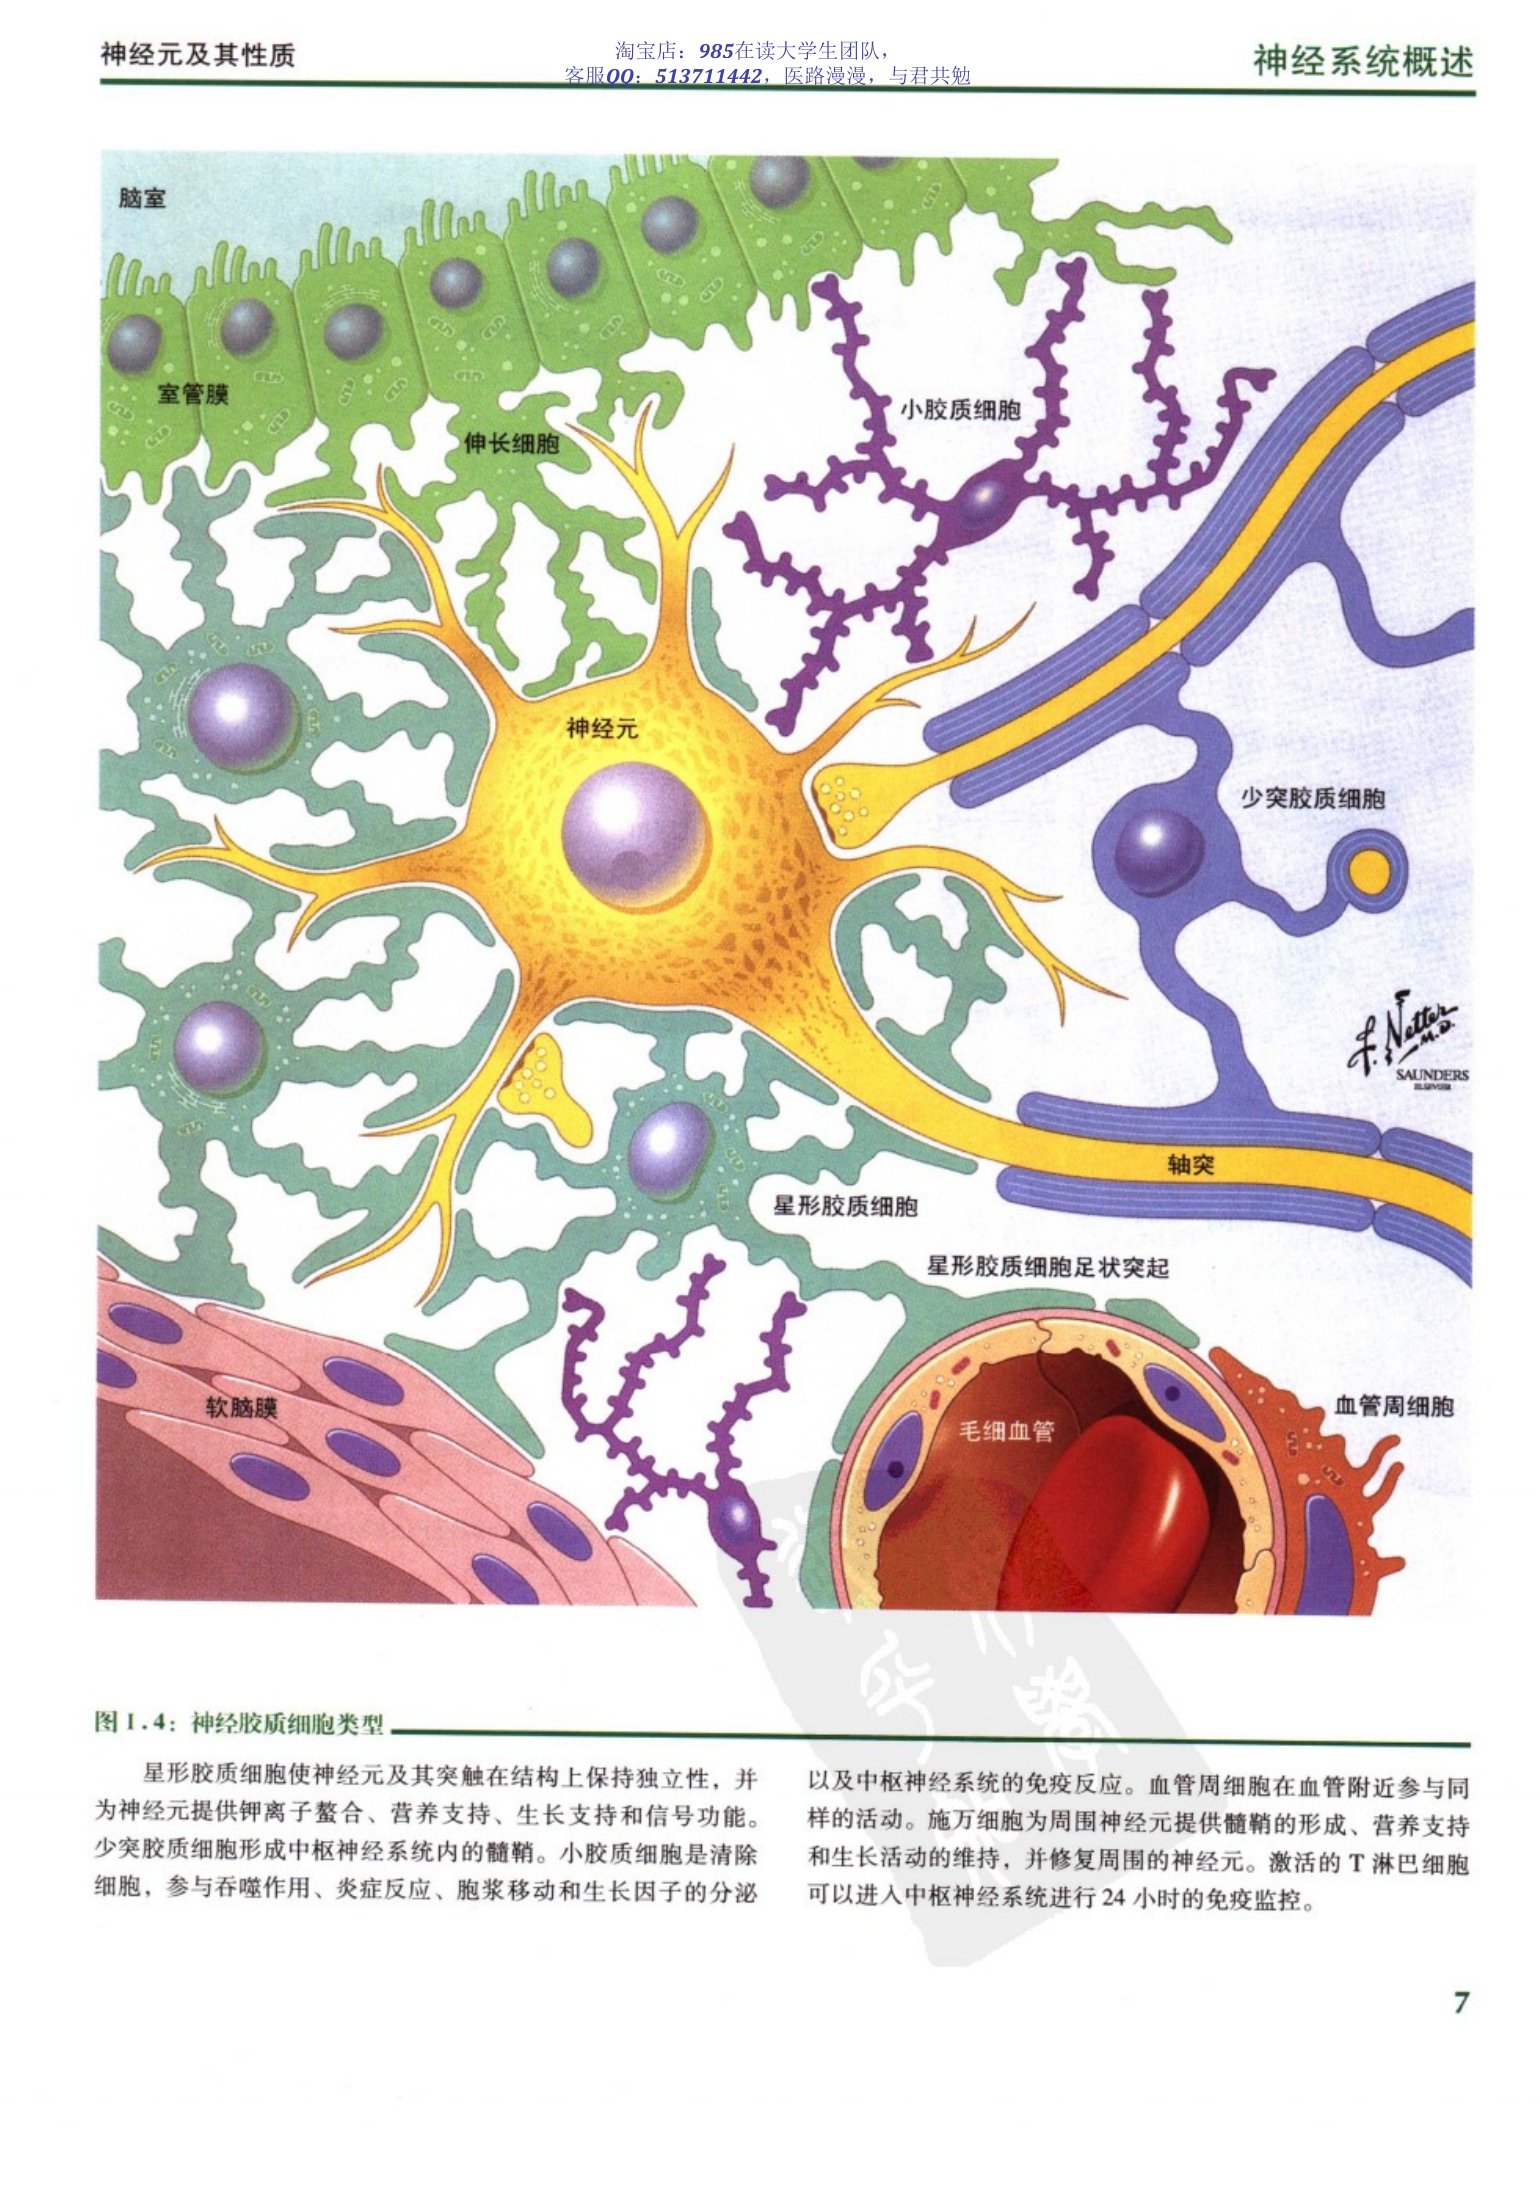 神经元及其性质
淘宝店：985在读大学生团队，
客服QQ：513711442，医路漫漫，与君共勉
神经系统概述
脑室
室管膜
伸长细胞
小胶质细胞
神经元
少突胶质细胞
F. Netter M.D.
SAUNDERS
ELSEVIER
轴突
星形胶质细胞
星形胶质细胞足状突起
软脑膜
毛细血管
血管周细胞
图 I.4：神经胶质细胞类型
星形胶质细胞使神经元及其突触在结构上保持独立性，并
为神经元提供钾离子螯合、营养支持、生长支持和信号功能。
少突胶质细胞形成中枢神经系统内的髓鞘。小胶质细胞是清除
细胞，参与吞噬作用、炎症反应、胞浆移动和生长因子的分泌
以及中枢神经系统的免疫反应。血管周细胞在血管附近参与同
样的活动。施万细胞为周围神经元提供髓鞘的形成、营养支持
和生长活动的维持，并修复周围的神经元。激活的 T 淋巴细胞
可以进入中枢神经系统进行 24 小时的免疫监控。
7